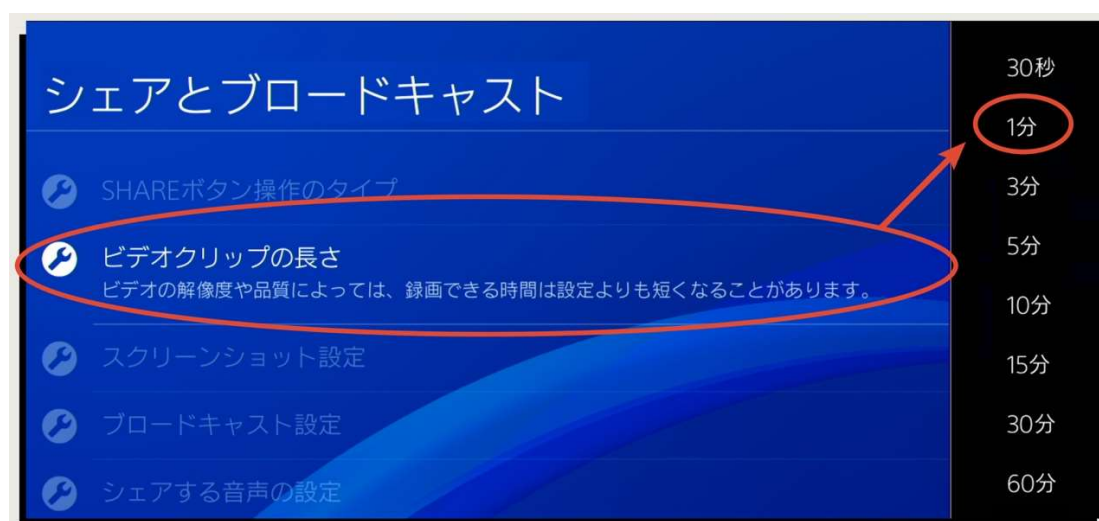 シェアとブロードキャスト
SHAREボタン操作のタイプ
ビデオクリップの長さ
ビデオの解像度や品質によっては、録画できる時間は設定よりも短くなることがあります。
スクリーンショット設定
ブロードキャスト設定
シェアする音声の設定
30秒
1分
3分
5分
10分
15分
30分
60分